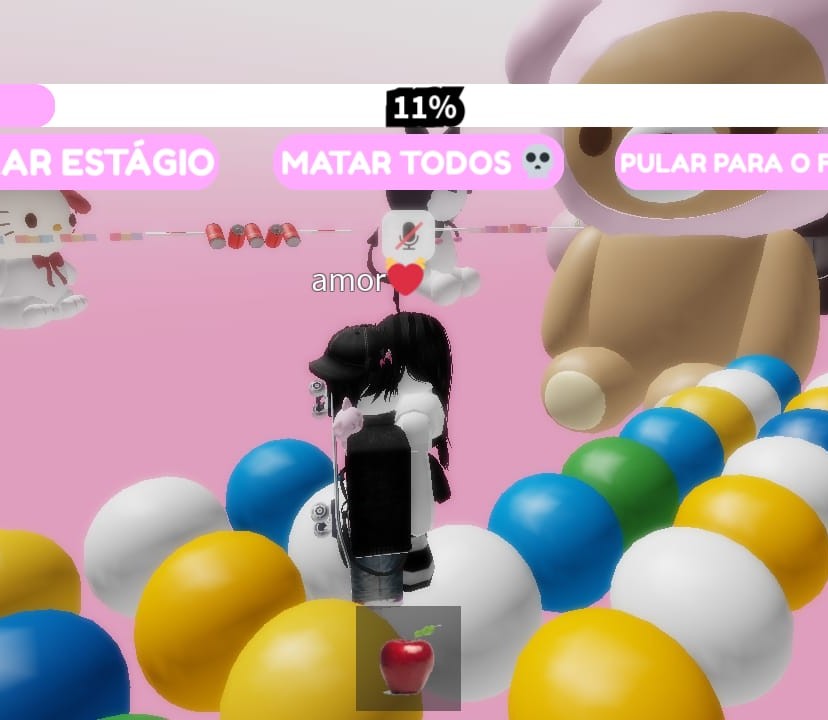 11%
AR ESTÁGIO
MATAR TODOS 💀
PULAR PARA O F
amor❤️